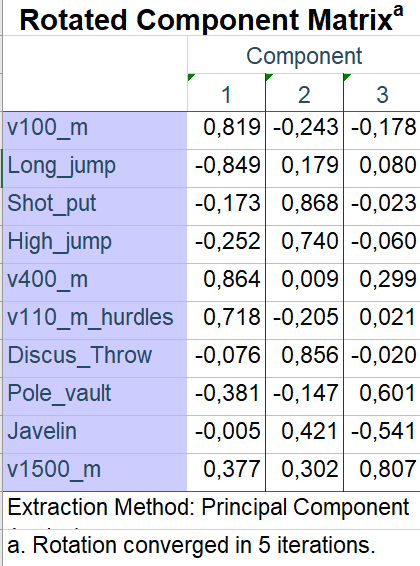 Rotated Component Matrixa
Component
1 2 3
v100_m 0,819 -0,243 -0,178
Long_jump -0,849 0,179 0,080
Shot_put -0,173 0,868 -0,023
High_jump -0,252 0,740 -0,060
v400_m 0,864 0,009 0,299
v110_m_hurdles 0,718 -0,205 0,021
Discus_Throw -0,076 0,856 -0,020
Pole_vault -0,381 -0,147 0,601
Javelin -0,005 0,421 -0,541
v1500_m 0,377 0,302 0,807
Extraction Method: Principal Component
a. Rotation converged in 5 iterations.